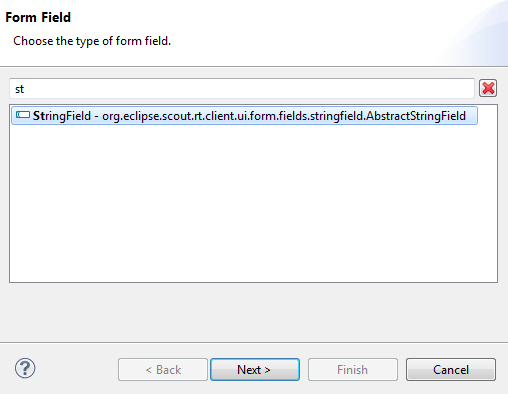 Form Field
Choose the type of form field.
st
StringField - org.eclipse.scout.rt.client.ui.form.fields.stringfield.AbstractStringField
?
< Back
Next >
Finish
Cancel